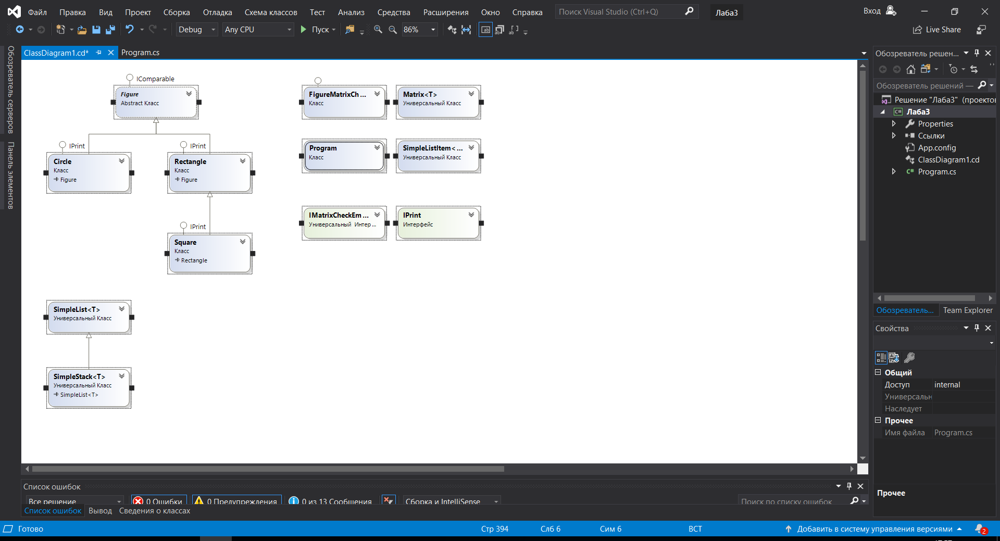 Файл Правка Вид Проект Сборка Отладка Схема классов Тест Анализ Средства Расширения Окно Справка Поиск Visual Studio (Ctrl+Q) Лаба3 Вход
Debug Any CPU Пуск 86% Live Share
Обозреватель серверов
Панель элементов
ClassDiagram1.cd* Program.cs
IComparable
Figure
Abstract Класс
IPrint
Circle
Класс
Figure
IPrint
Rectangle
Класс
Figure
IPrint
Square
Класс
Rectangle
SimpleList<T>
Универсальный Класс
SimpleStack<T>
Универсальный Класс
SimpleList<T>
FigureMatrixCh...
Класс
Matrix<T>
Универсальный Класс
Program
Класс
SimpleListItem<...
Универсальный Класс
IMatrixCheckEm...
Универсальный Интер...
IPrint
Интерфейс
Обозреватель решен...
Обозреватель решений —
Решение "Лаба3" (проектов
Лаба3
Properties
Ссылки
App.config
ClassDiagram1.cd
Program.cs
Обозреватель... Team Explorer
Свойства
Общий
Доступ internal
Универсальн
Наследует
Прочее
Имя файла Program.cs
Прочее
Список ошибок
Все решение 0 Ошибки 0 Предупреждения 0 из 13 Сообщения Сборка и IntelliSense Поиск по списку ошибок
Список ошибок Вывод Сведения о классах
Готово Стр 394 Слб 6 Сим 6 ВСТ Добавить в систему управления версиями 2